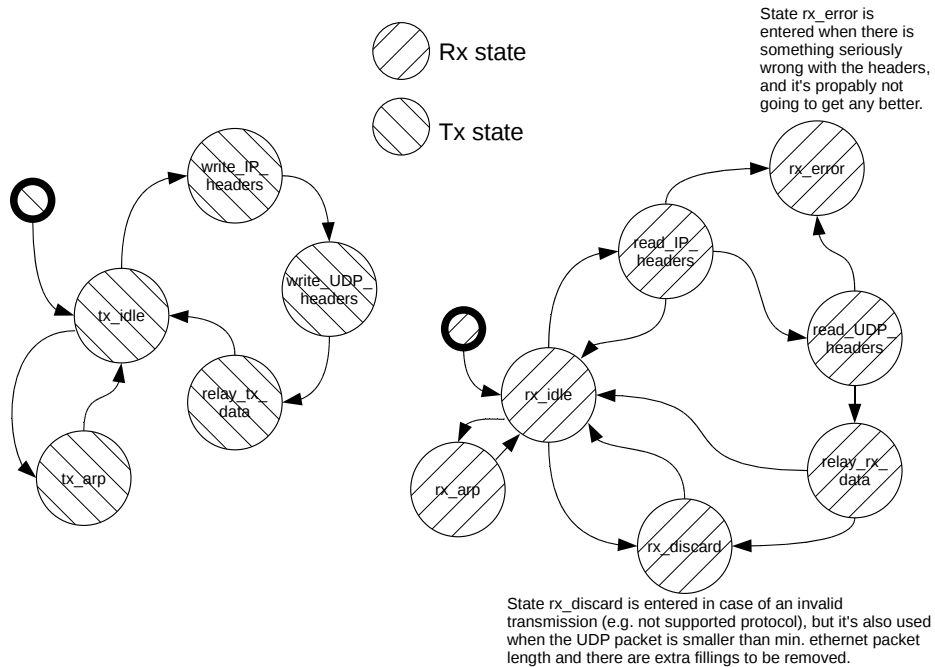 State rx_error is
entered when there is
something seriously
wrong with the headers,
and it's propably not
going to get any better.
Rx state
Tx state
write_IP_
headers
write_UDP_
headers
tx_idle
relay_tx_
data
tx_arp
rx_error
read_IP_
headers
read_UDP_
headers
rx_idle
relay_rx_
data
rx_arp
rx_discard
State rx_discard is entered in case of an invalid
transmission (e.g. not supported protocol), but it's also used
when the UDP packet is smaller than min. ethernet packet
length and there are extra fillings to be removed.